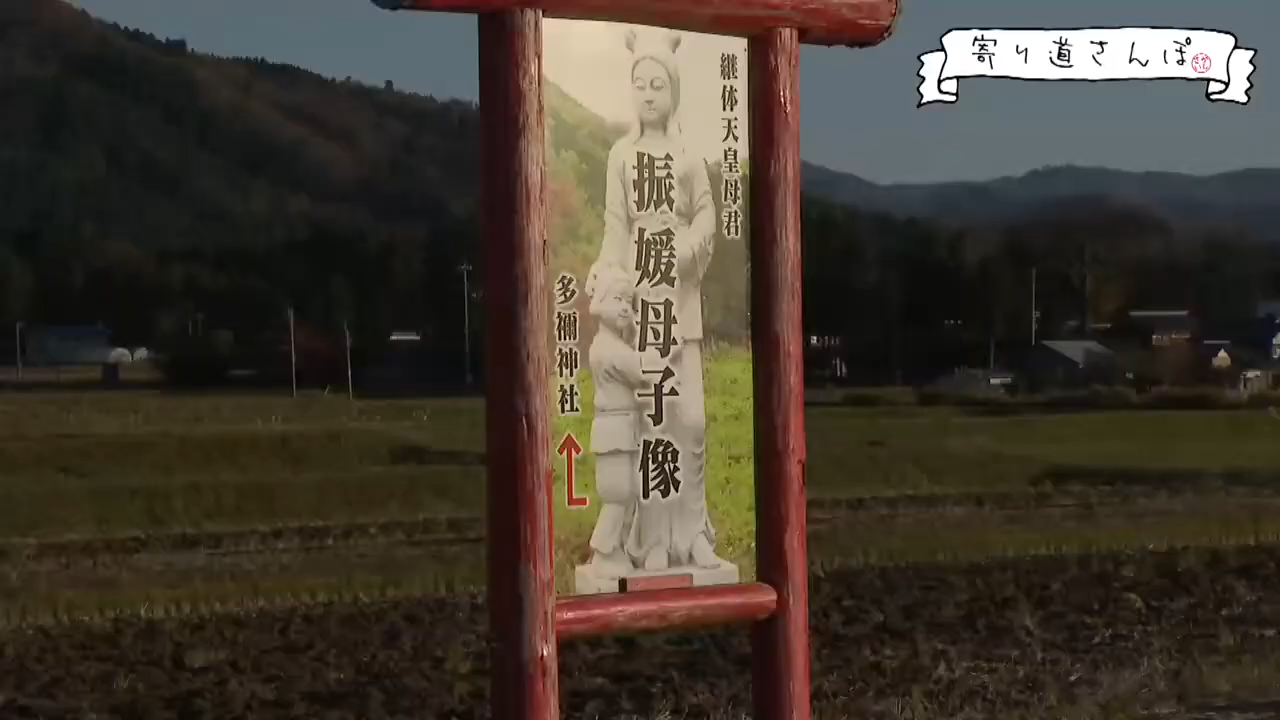 寄り道さんぽ
継体天皇母君
振媛母子像
多禰神社